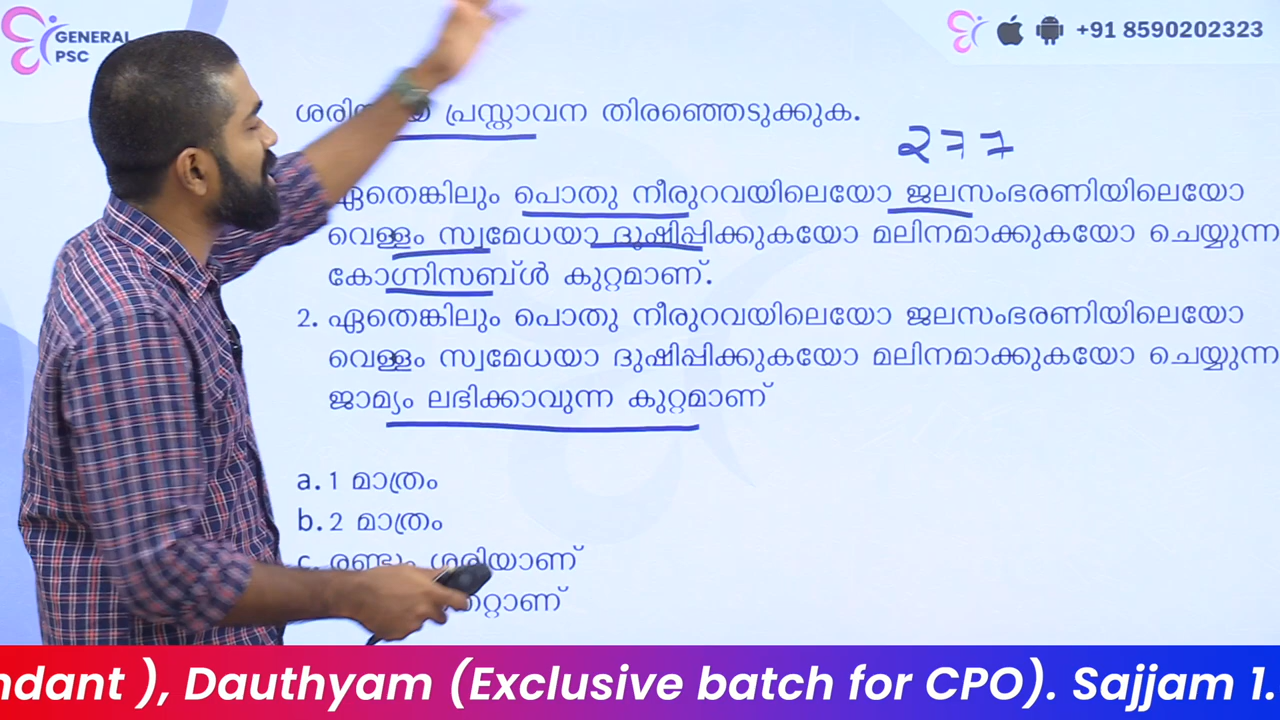 GENERAL
PSC
+91 8590202323
പ്രസ്താവന തിരഞ്ഞെടുക്കുക.
277
ഏതെങ്കിലും പൊതു നീരുറവയിലെയോ ജലസംഭരണിയിലെയോ
വെള്ളം സ്വമേധയാ ദുഷിപ്പിക്കുകയോ മലിനമാക്കുകയോ ചെയ്യുന്ന
കോഗ്നിസബ്ൾ കുറ്റമാണ്.
2. ഏതെങ്കിലും പൊതു നീരുറവയിലെയോ ജലസംഭരണിയിലെയോ
വെള്ളം സ്വമേധയാ ദുഷിപ്പിക്കുകയോ മലിനമാക്കുകയോ ചെയ്യുന്ന
ജാമ്യം ലഭിക്കാവുന്ന കുറ്റമാണ്
a. 1 മാത്രം
b. 2 മാത്രം
c. രണ്ടും ശരിയാണ്
തെറ്റാണ്
ndant ), Dauthyam (Exclusive batch for CPO). Sajjam 1.